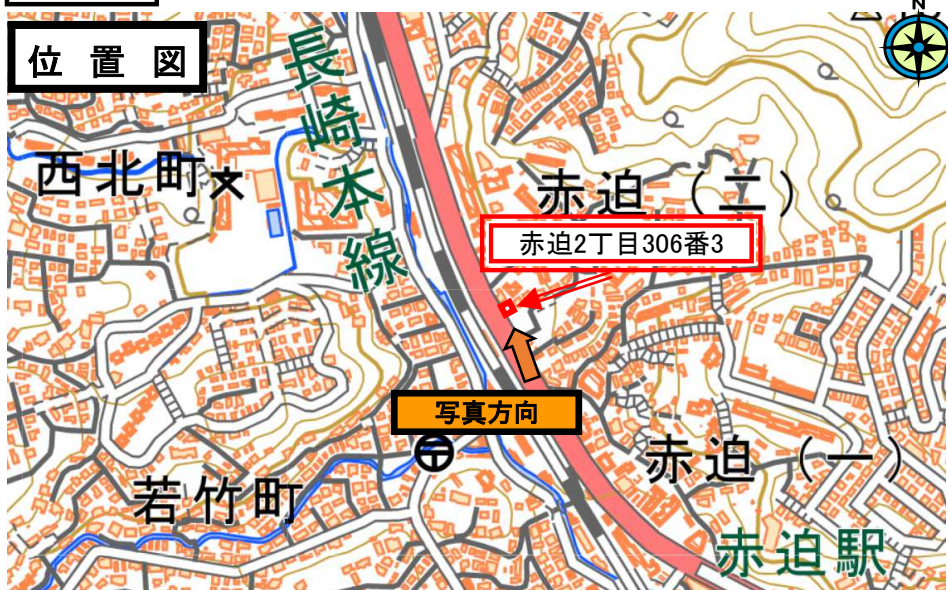 位置図
N
長崎本線
西北町
赤迫(二)
赤迫2丁目306番3
写真方向
若竹町
赤迫(一)
赤迫駅